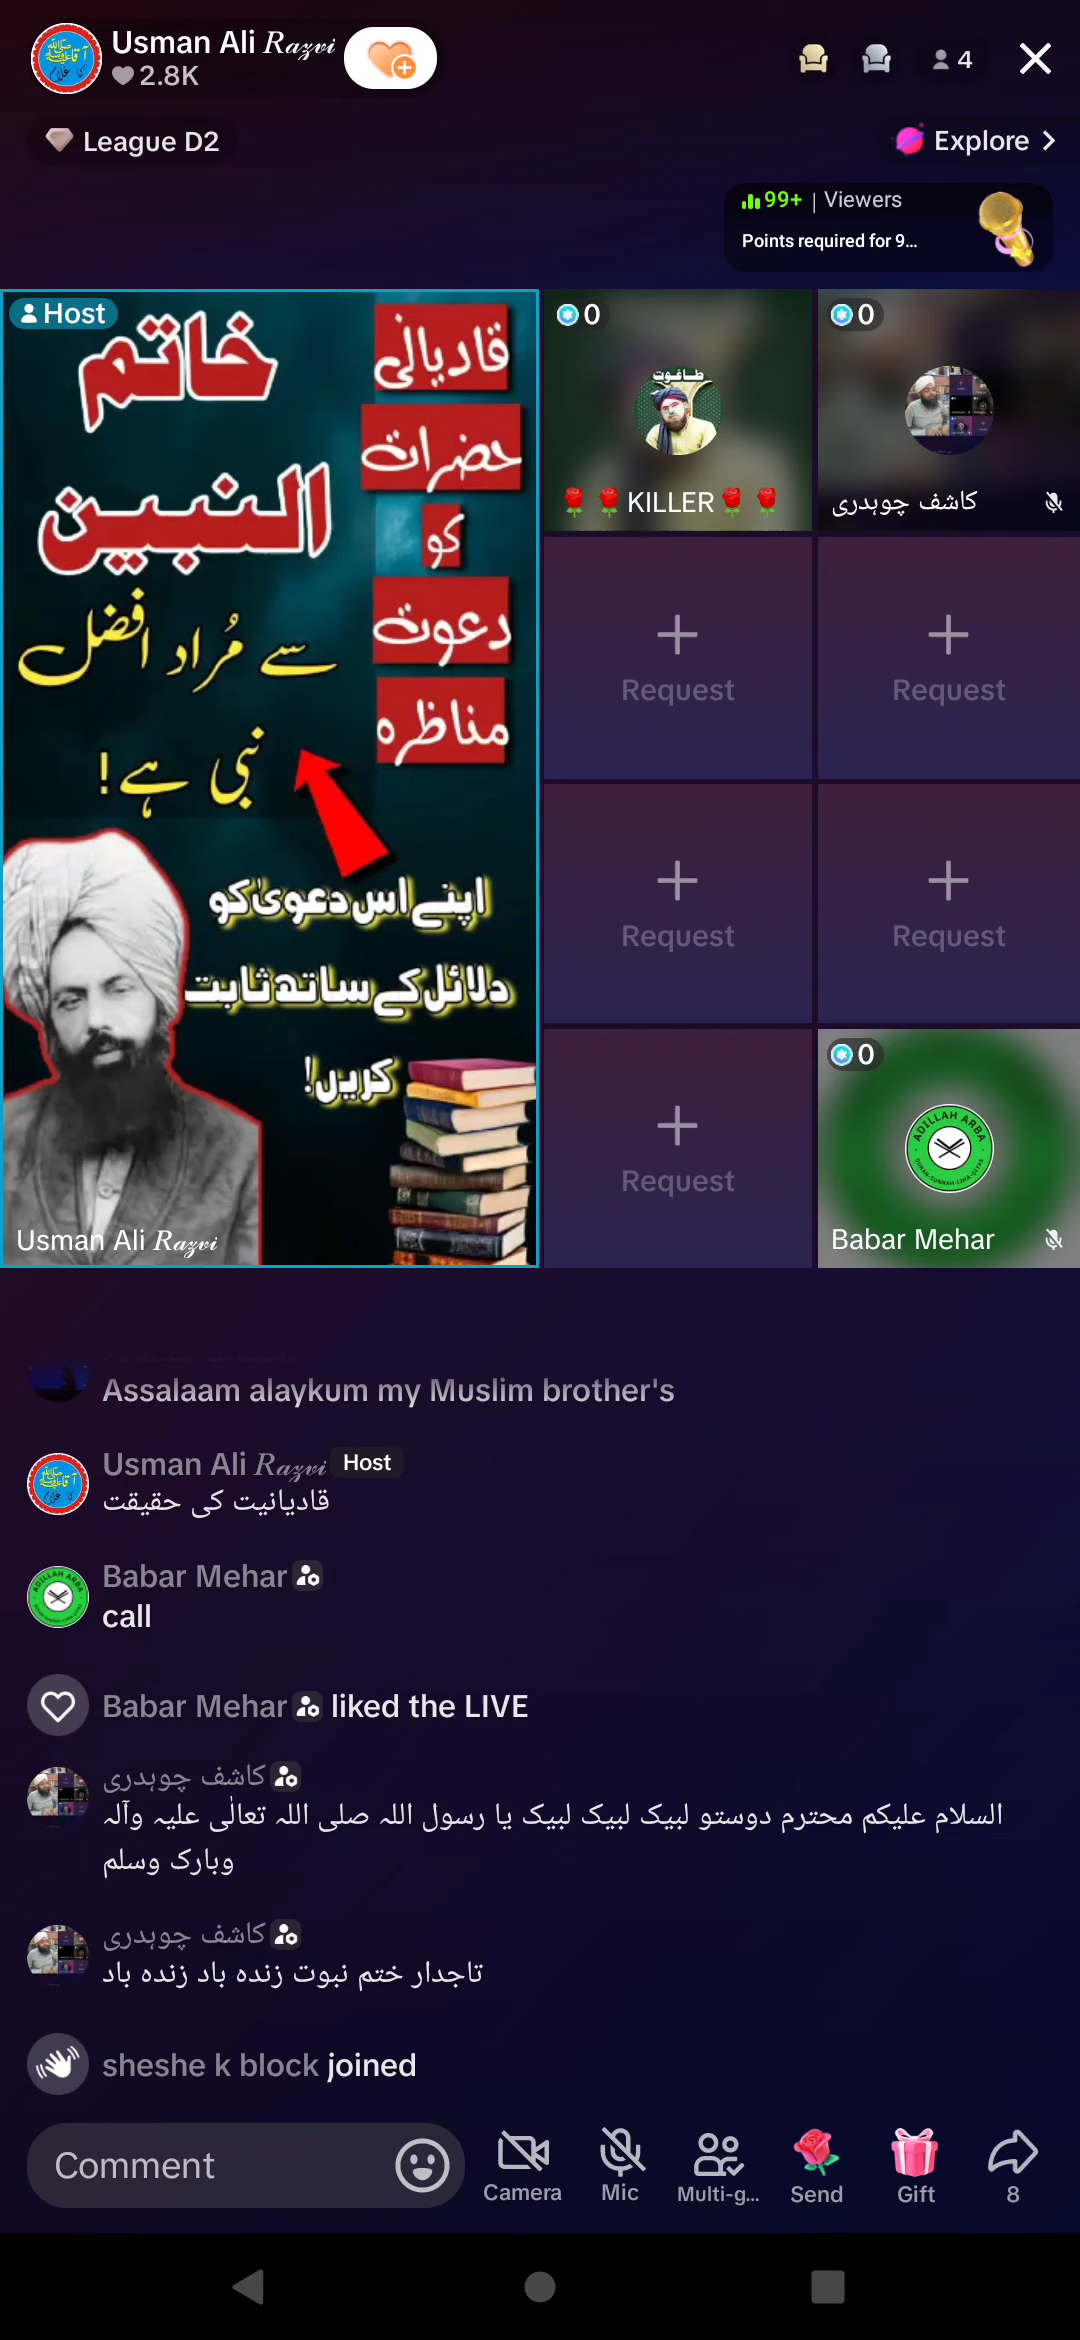 Usman Ali Razvi
2.8K
4
League D2
Explore
99+ | Viewers
Points required for 9...
Host
خاتم
النبین
سے مُراد افضل
نبی ہے!
قادیانی
حضرات
کو
دعوت
مناظرہ
اپنے اس دعویٰ کو
دلائل کے ساتھ ثابت
کریں!
Usman Ali Razvi
0
طاغوت
🌹🌹KILLER🌹🌹
0
کاشف چوہدری
Request
Request
Request
Request
Request
0
ADILLAH ARBA
Babar Mehar
Assalaam alaykum my Muslim brother's
Usman Ali Razvi Host
قادیانیت کی حقیقت
Babar Mehar
call
Babar Mehar liked the LIVE
کاشف چوہدری
السلام علیکم محترم دوستو لبیک لبیک لبیک یا رسول اللہ صلی اللہ تعالٰی علیہ وآلہ
وبارک وسلم
کاشف چوہدری
تاجدار ختم نبوت زندہ باد زندہ باد
sheshe k block joined
Comment
Camera
Mic
Multi-g...
Send
Gift
8